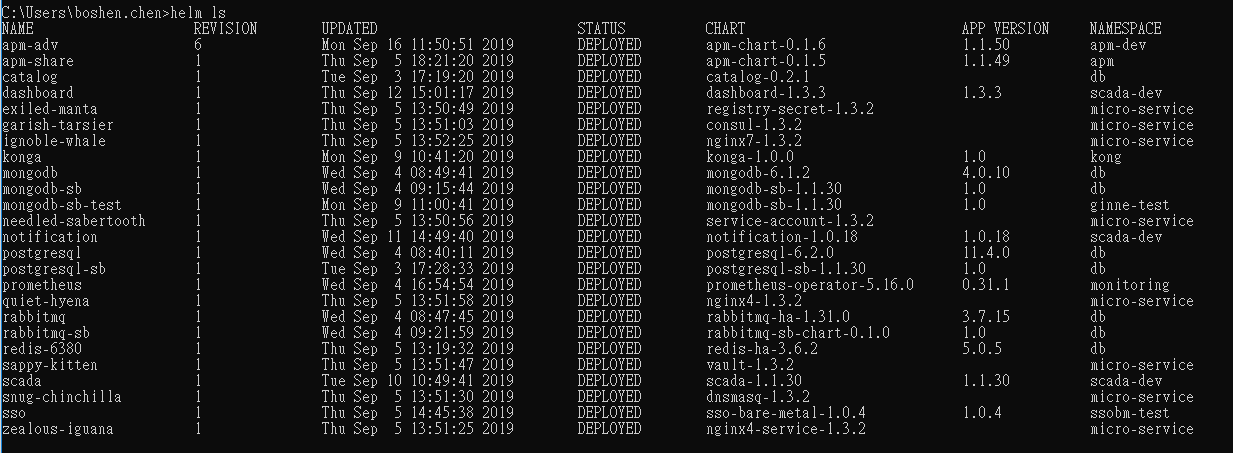 C:\Users\boshen.chen>helm ls
NAME REVISION UPDATED STATUS CHART APP VERSION NAMESPACE
apm-adv 6 Mon Sep 16 11:50:51 2019 DEPLOYED apm-chart-0.1.6 1.1.50 apm-dev
apm-share 1 Thu Sep 5 18:21:20 2019 DEPLOYED apm-chart-0.1.5 1.1.49 apm
catalog 1 Tue Sep 3 17:19:20 2019 DEPLOYED catalog-0.2.1 db
dashboard 1 Thu Sep 12 15:01:17 2019 DEPLOYED dashboard-1.3.3 1.3.3 scada-dev
exiled-manta 1 Thu Sep 5 13:50:49 2019 DEPLOYED registry-secret-1.3.2 micro-service
garish-tarsier 1 Thu Sep 5 13:51:03 2019 DEPLOYED consul-1.3.2 micro-service
ignoble-whale 1 Thu Sep 5 13:52:25 2019 DEPLOYED nginx7-1.3.2 micro-service
konga 1 Mon Sep 9 10:41:20 2019 DEPLOYED konga-1.0.0 1.0 kong
mongodb 1 Wed Sep 4 08:49:41 2019 DEPLOYED mongodb-6.1.2 4.0.10 db
mongodb-sb 1 Wed Sep 4 09:15:44 2019 DEPLOYED mongodb-sb-1.1.30 1.0 db
mongodb-sb-test 1 Mon Sep 9 11:00:41 2019 DEPLOYED mongodb-sb-1.1.30 1.0 ginne-test
needled-sabertooth 1 Thu Sep 5 13:50:56 2019 DEPLOYED service-account-1.3.2 micro-service
notification 1 Wed Sep 11 14:49:40 2019 DEPLOYED notification-1.0.18 1.0.18 scada-dev
postgresql 1 Wed Sep 4 08:40:11 2019 DEPLOYED postgresql-6.2.0 11.4.0 db
postgresql-sb 1 Tue Sep 3 17:28:33 2019 DEPLOYED postgresql-sb-1.1.30 1.0 db
prometheus 1 Wed Sep 4 16:54:54 2019 DEPLOYED prometheus-operator-5.16.0 0.31.1 monitoring
quiet-hyena 1 Thu Sep 5 13:51:58 2019 DEPLOYED nginx4-1.3.2 micro-service
rabbitmq 1 Wed Sep 4 08:47:45 2019 DEPLOYED rabbitmq-ha-1.31.0 3.7.15 db
rabbitmq-sb 1 Wed Sep 4 09:21:59 2019 DEPLOYED rabbitmq-sb-chart-0.1.0 1.0 db
redis-6380 1 Thu Sep 5 13:19:32 2019 DEPLOYED redis-ha-3.6.2 5.0.5 db
sappy-kitten 1 Thu Sep 5 13:51:47 2019 DEPLOYED vault-1.3.2 micro-service
scada 1 Tue Sep 10 10:49:41 2019 DEPLOYED scada-1.1.30 1.1.30 scada-dev
snug-chinchilla 1 Thu Sep 5 13:51:30 2019 DEPLOYED dnsmasq-1.3.2 micro-service
sso 1 Thu Sep 5 14:45:38 2019 DEPLOYED sso-bare-metal-1.0.4 1.0.4 ssobm-test
zealous-iguana 1 Thu Sep 5 13:51:25 2019 DEPLOYED nginx4-service-1.3.2 micro-service